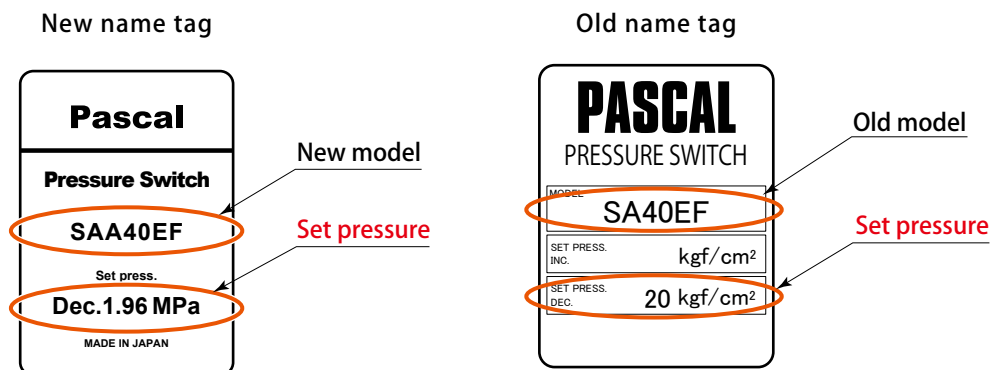 New name tag
Pascal
Pressure Switch
SAA40EF
Set press.
Dec.1.96 MPa
MADE IN JAPAN
New model
Set pressure
Old name tag
PASCAL
PRESSURE SWITCH
MODEL
SA40EF
SET PRESS.
INC.
kgf/cm²
SET PRESS.
DEC.
20 kgf/cm²
Old model
Set pressure